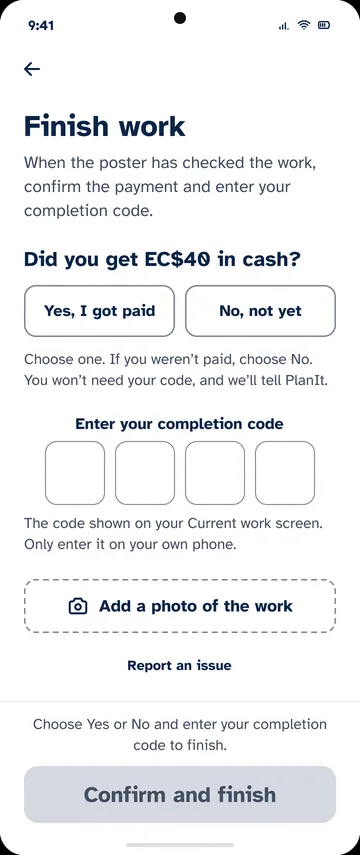 9:41
Finish work
When the poster has checked the work,
confirm the payment and enter your
completion code.
Did you get EC$40 in cash?
Yes, I got paid
No, not yet
Choose one. If you weren’t paid, choose No.
You won’t need your code, and we’ll tell PlanIt.
Enter your completion code
The code shown on your Current work screen.
Only enter it on your own phone.
Add a photo of the work
Report an issue
Choose Yes or No and enter your completion
code to finish.
Confirm and finish